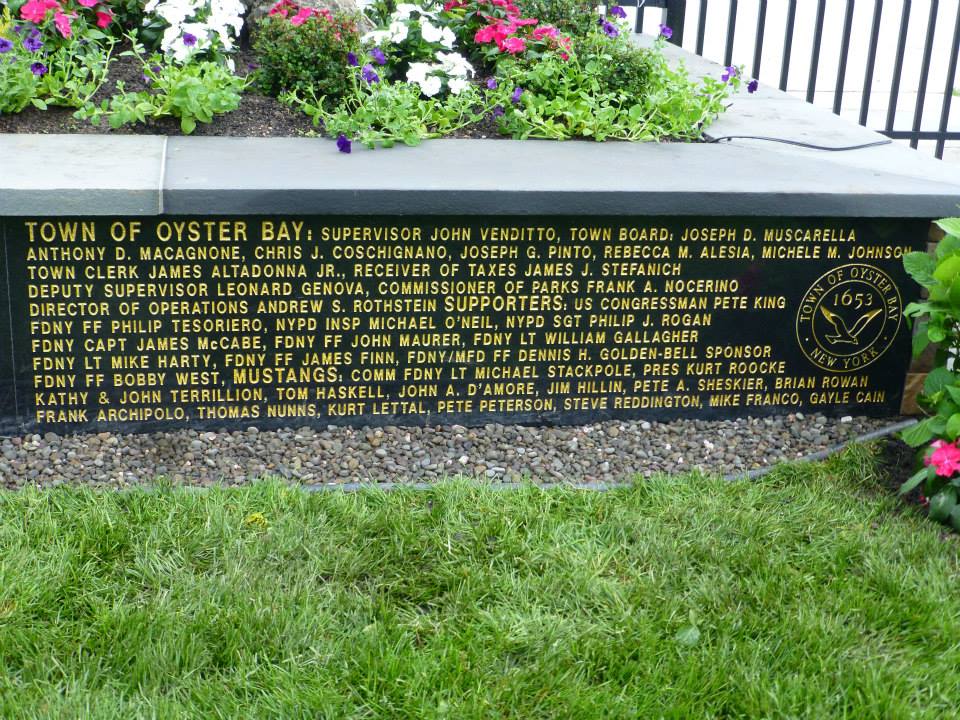 TOWN OF OYSTER BAY: SUPERVISOR JOHN VENDITTO, TOWN BOARD: JOSEPH D. MUSCARELLA
ANTHONY D. MACAGNONE, CHRIS J. COSCHIGNANO, JOSEPH G. PINTO, REBECCA M. ALESIA, MICHELE M. JOHNSON
TOWN CLERK JAMES ALTADONNA JR., RECEIVER OF TAXES JAMES J. STEFANICH
DEPUTY SUPERVISOR LEONARD GENOVA, COMMISSIONER OF PARKS FRANK A. NOCERINO
DIRECTOR OF OPERATIONS ANDREW S. ROTHSTEIN SUPPORTERS: US CONGRESSMAN PETE KING
FDNY FF PHILIP TESORIERO, NYPD INSP MICHAEL O'NEIL, NYPD SGT PHILIP J. ROGAN
FDNY CAPT JAMES McCABE, FDNY FF JOHN MAURER, FDNY LT WILLIAM GALLAGHER
FDNY LT MIKE HARTY, FDNY FF JAMES FINN, FDNY/MFD FF DENNIS H. GOLDEN-BELL SPONSOR
FDNY FF BOBBY WEST, MUSTANGS: COMM FDNY LT MICHAEL STACKPOLE, PRES KURT ROOCKE
KATHY & JOHN TERRILLION, TOM HASKELL, JOHN A. D'AMORE, JIM HILLIN, PETE A. SHESKIER, BRIAN ROWAN
FRANK ARCHIPOLO, THOMAS NUNNS, KURT LETTAL, PETE PETERSON, STEVE REDDINGTON, MIKE FRANCO, GAYLE CAIN
TOWN OF OYSTER BAY
1653
NEW YORK